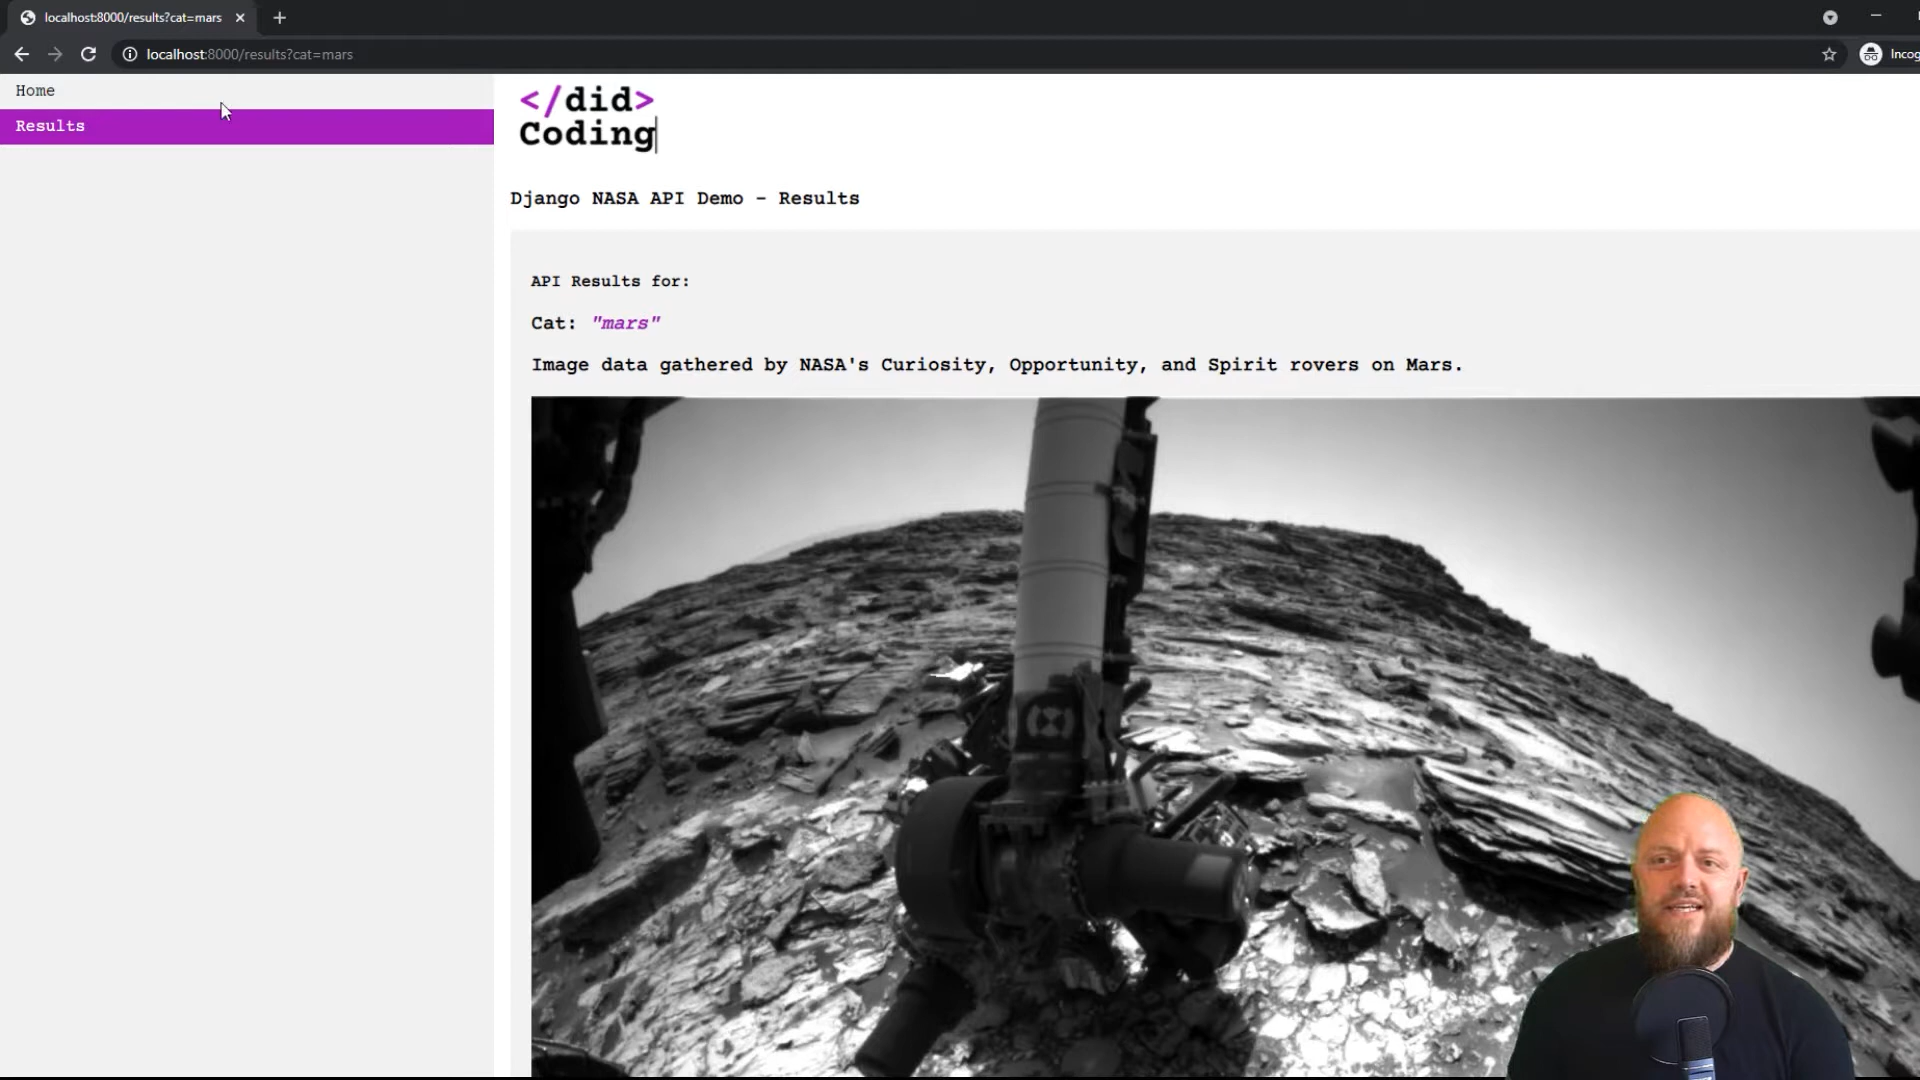 localhost:8000/results?cat=mars
localhost:8000/results?cat=mars
Incog
Home
Results
</did>
Coding
Django NASA API Demo - Results
API Results for:
Cat: "mars"
Image data gathered by NASA's Curiosity, Opportunity, and Spirit rovers on Mars.